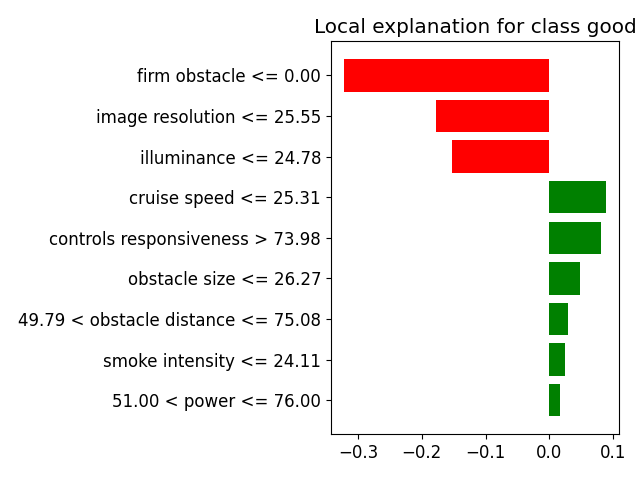 Local explanation for class good
firm obstacle <= 0.00
image resolution <= 25.55
illuminance <= 24.78
cruise speed <= 25.31
controls responsiveness > 73.98
obstacle size <= 26.27
49.79 < obstacle distance <= 75.08
smoke intensity <= 24.11
51.00 < power <= 76.00
−0.3 −0.2 −0.1 0.0 0.1